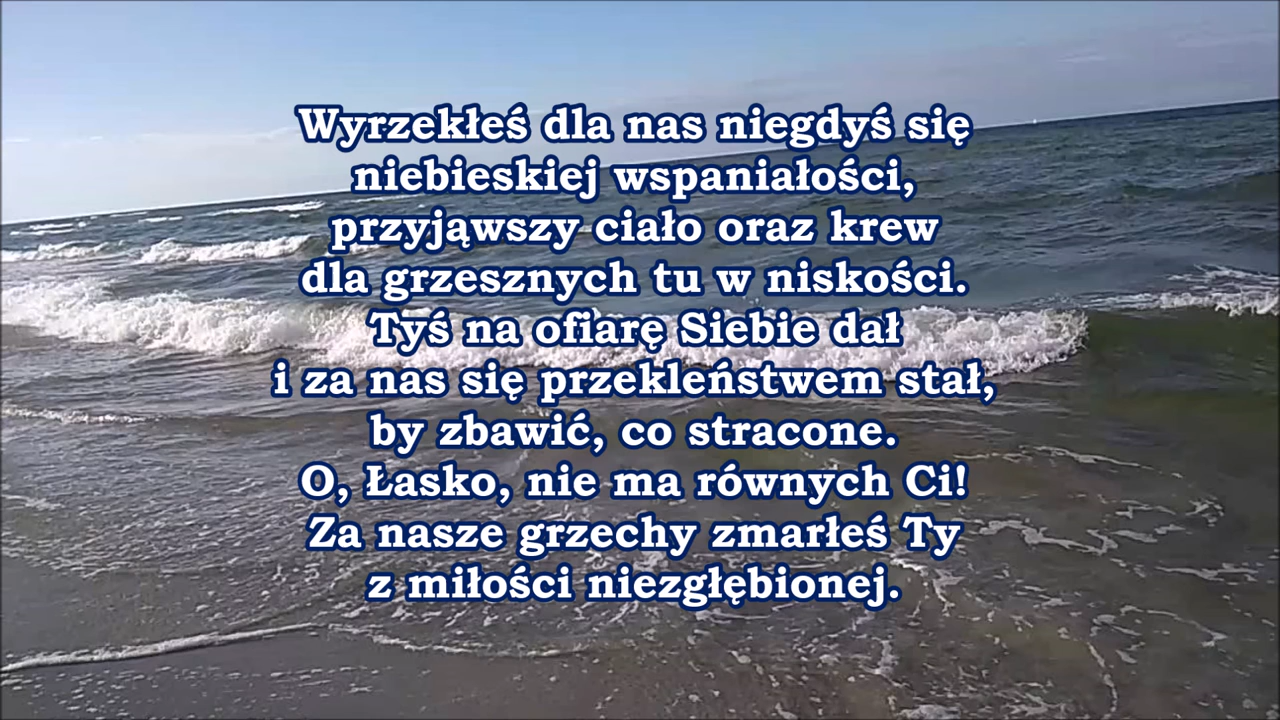 Wyrzekłeś dla nas niegdyś się
niebieskiej wspaniałości,
przyjąwszy ciało oraz krew
dla grzesznych tu w niskości.
Tyś na ofiarę Siebie dał
i za nas się przekleństwem stał,
by zbawić, co stracone.
O, Łasko, nie ma równych Ci!
Za nasze grzechy zmarłeś Ty
z miłości niezgłębionej.